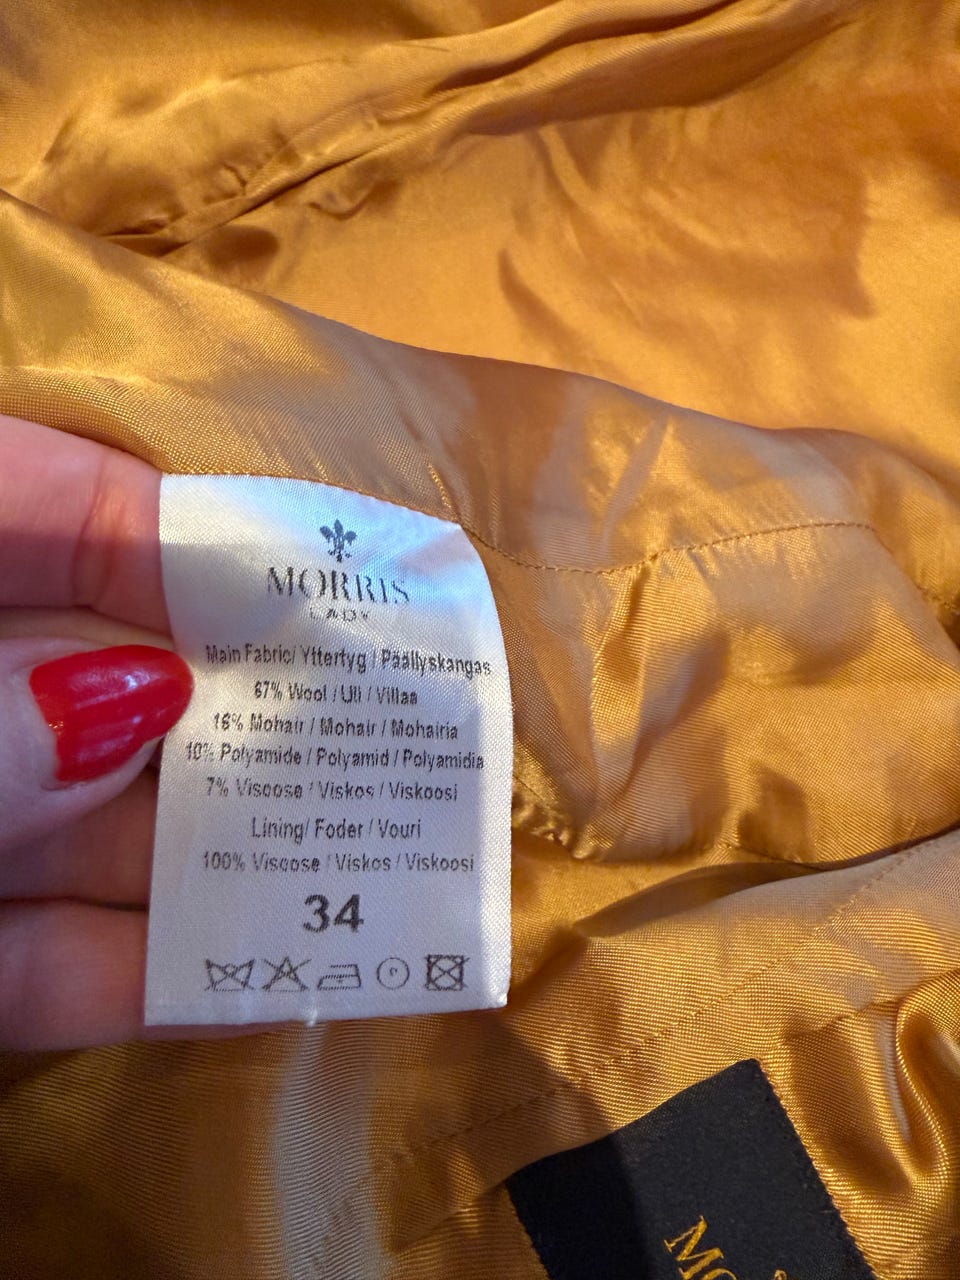 MORRIS
LADY
Main Fabric/ Yttertyg / Päällyskangas
67% Wool / Ull / Villaa
16% Mohair / Mohair / Mohairia
10% Polyamide / Polyamid / Polyamidia
7% Viscose / Viskos / Viskoosi
Lining/ Foder / Vouri
100% Viscose / Viskos / Viskoosi
34
P